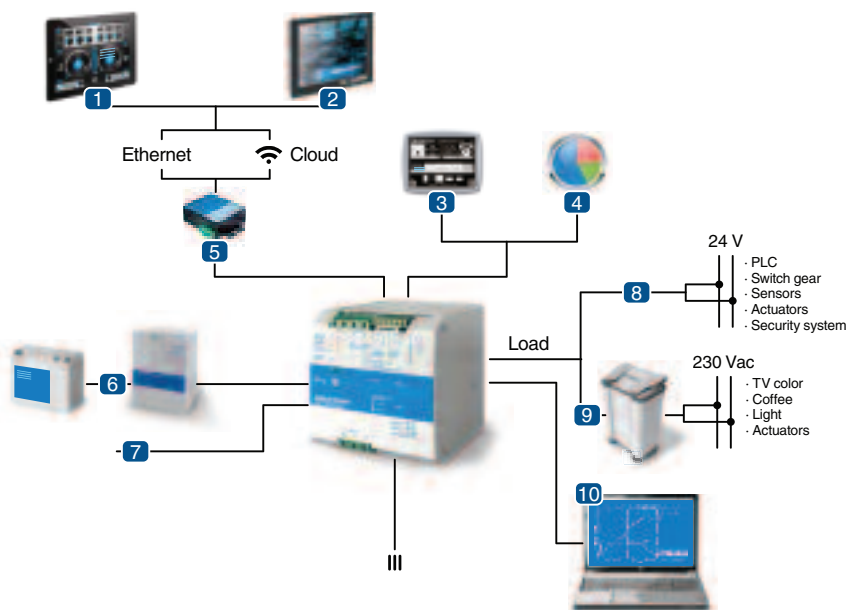 1
2
Ethernet
Cloud
3
4
5
24 V
· PLC
· Switch gear
· Sensors
· Actuators
· Security system
8
Load
6
230 Vac
· TV color
· Coffee
· Light
· Actuators
9
7
10